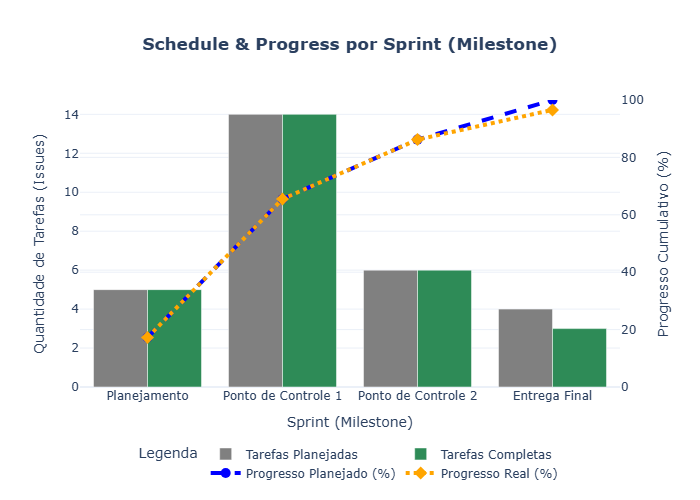 Schedule & Progress por Sprint (Milestone)
Quantidade de Tarefas (Issues)
14
12
10
8
6
4
2
0
Planejamento
Ponto de Controle 1
Ponto de Controle 2
Entrega Final
Sprint (Milestone)
100
80
60
40
20
0
Progresso Cumulativo (%)
Legenda
Tarefas Planejadas
Tarefas Completas
Progresso Planejado (%)
Progresso Real (%)